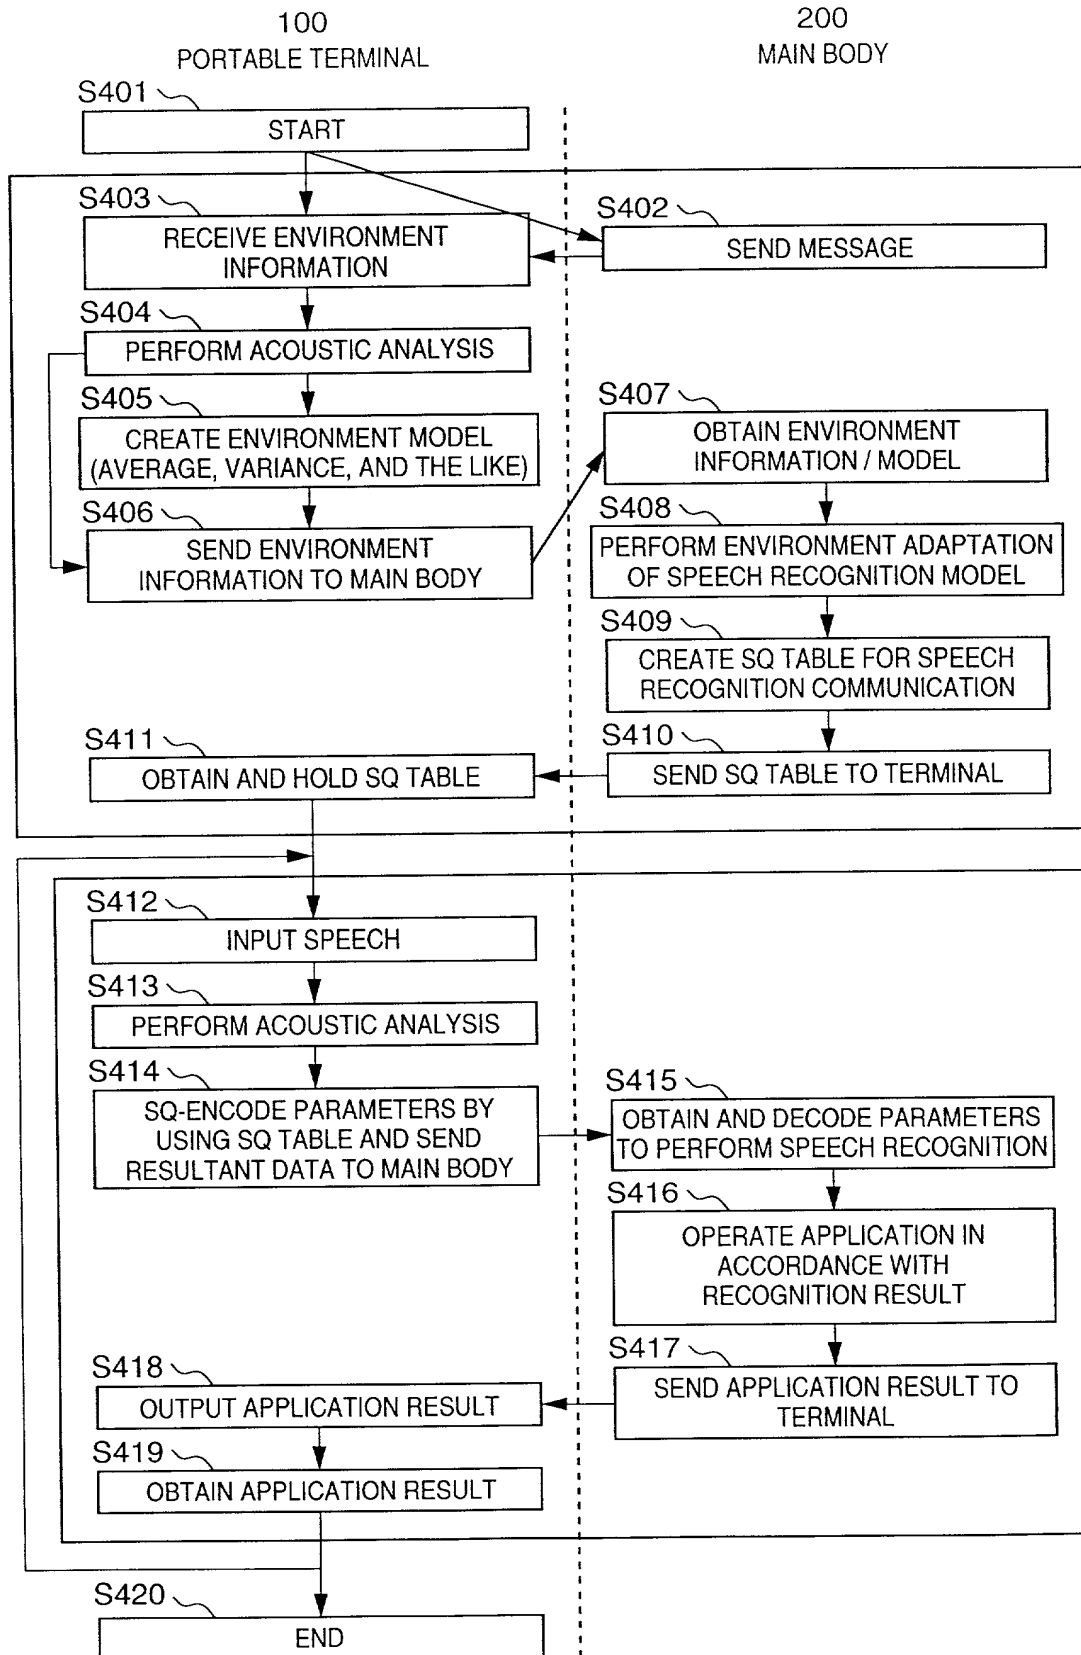 100
PORTABLE TERMINAL
200
MAIN BODY
S401
START
S403
RECEIVE ENVIRONMENT
INFORMATION
S402
SEND MESSAGE
S404
PERFORM ACOUSTIC ANALYSIS
S405
CREATE ENVIRONMENT MODEL
(AVERAGE, VARIANCE, AND THE LIKE)
S406
SEND ENVIRONMENT
INFORMATION TO MAIN BODY
S407
OBTAIN ENVIRONMENT
INFORMATION / MODEL
S408
PERFORM ENVIRONMENT ADAPTATION
OF SPEECH RECOGNITION MODEL
S409
CREATE SQ TABLE FOR SPEECH
RECOGNITION COMMUNICATION
S410
SEND SQ TABLE TO TERMINAL
S411
OBTAIN AND HOLD SQ TABLE
S412
INPUT SPEECH
S413
PERFORM ACOUSTIC ANALYSIS
S414
SQ-ENCODE PARAMETERS BY
USING SQ TABLE AND SEND
RESULTANT DATA TO MAIN BODY
S415
OBTAIN AND DECODE PARAMETERS
TO PERFORM SPEECH RECOGNITION
S416
OPERATE APPLICATION IN
ACCORDANCE WITH
RECOGNITION RESULT
S417
SEND APPLICATION RESULT TO
TERMINAL
S418
OUTPUT APPLICATION RESULT
S419
OBTAIN APPLICATION RESULT
S420
END